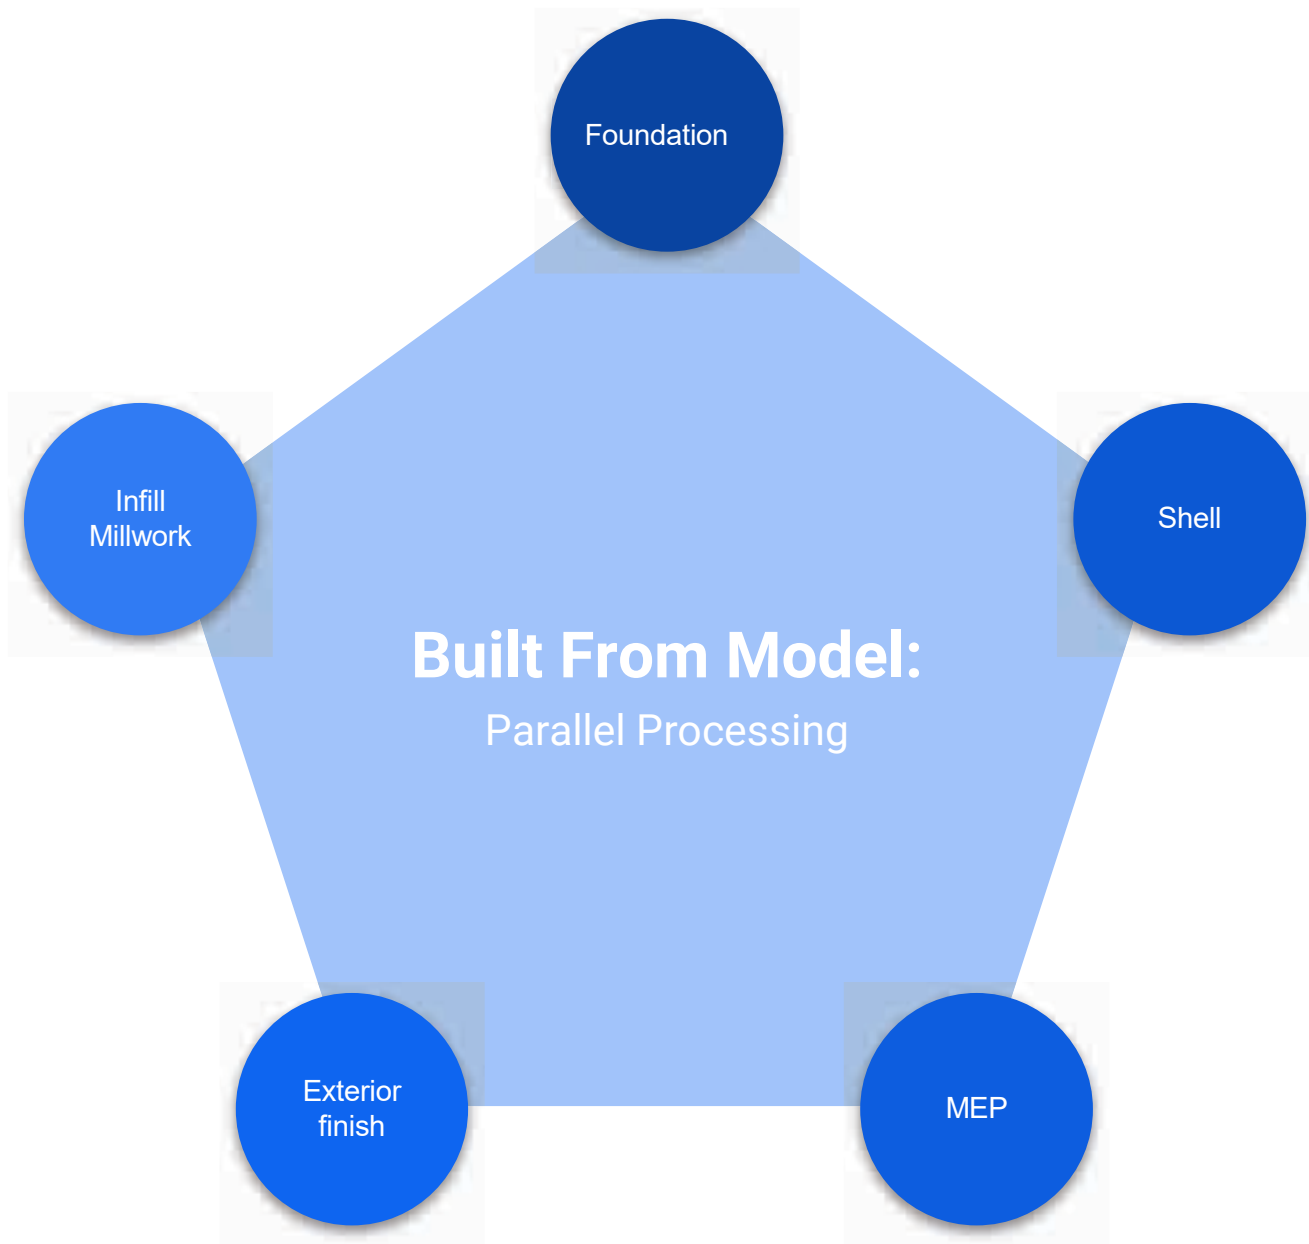 Foundation
Infill
Millwork
Shell
Built From Model:
Parallel Processing
Exterior
finish
MEP